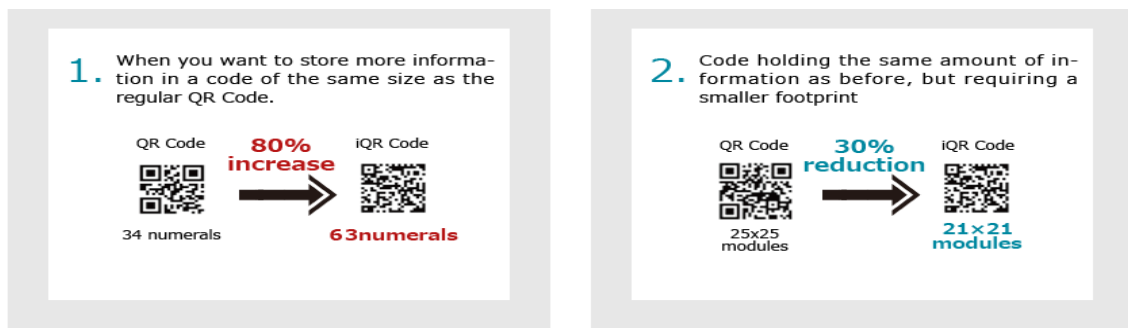 1. When you want to store more informa-
tion in a code of the same size as the
regular QR Code.
QR Code
80%
increase
iQR Code
34 numerals
63numerals
2. Code holding the same amount of in-
formation as before, but requiring a
smaller footprint
QR Code
30%
reduction
iQR Code
25x25
modules
21×21
modules